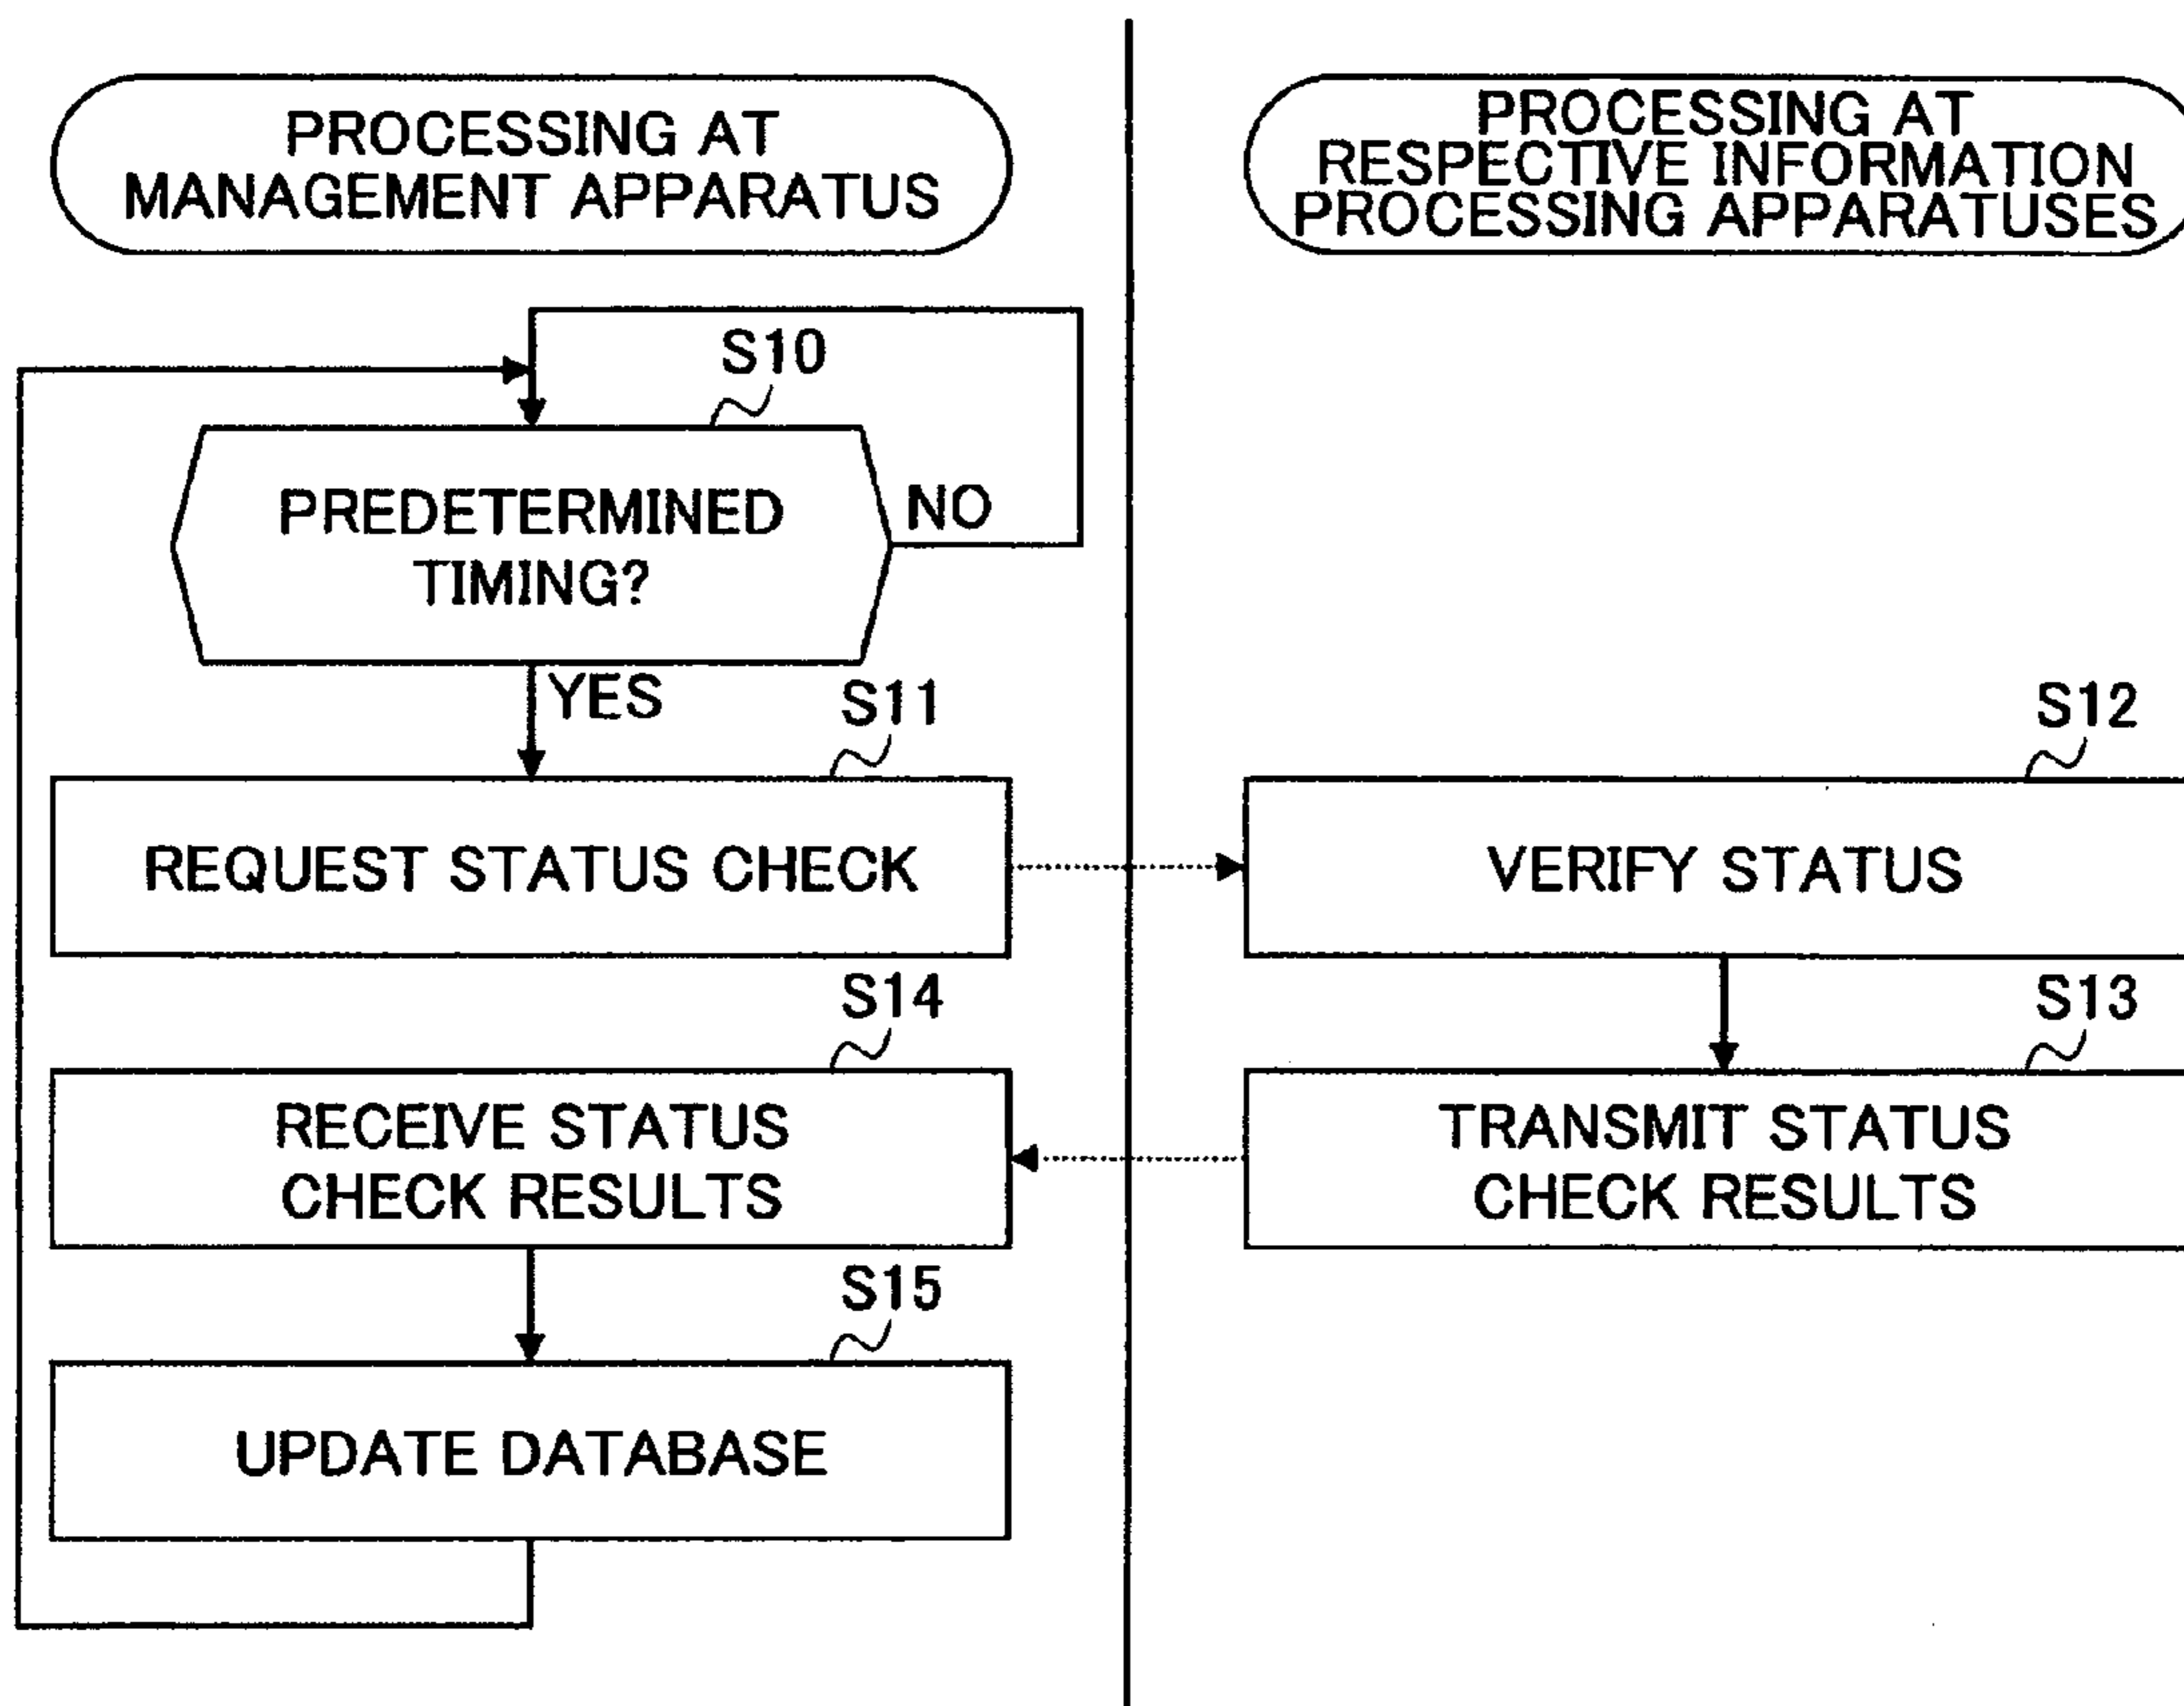 PROCESSING AT
MANAGEMENT APPARATUS
PROCESSING AT
RESPECTIVE INFORMATION
PROCESSING APPARATUSES
S10
PREDETERMINED
TIMING?
NO
YES
S11
REQUEST STATUS CHECK
S12
VERIFY STATUS
S14
RECEIVE STATUS
CHECK RESULTS
S13
TRANSMIT STATUS
CHECK RESULTS
S15
UPDATE DATABASE